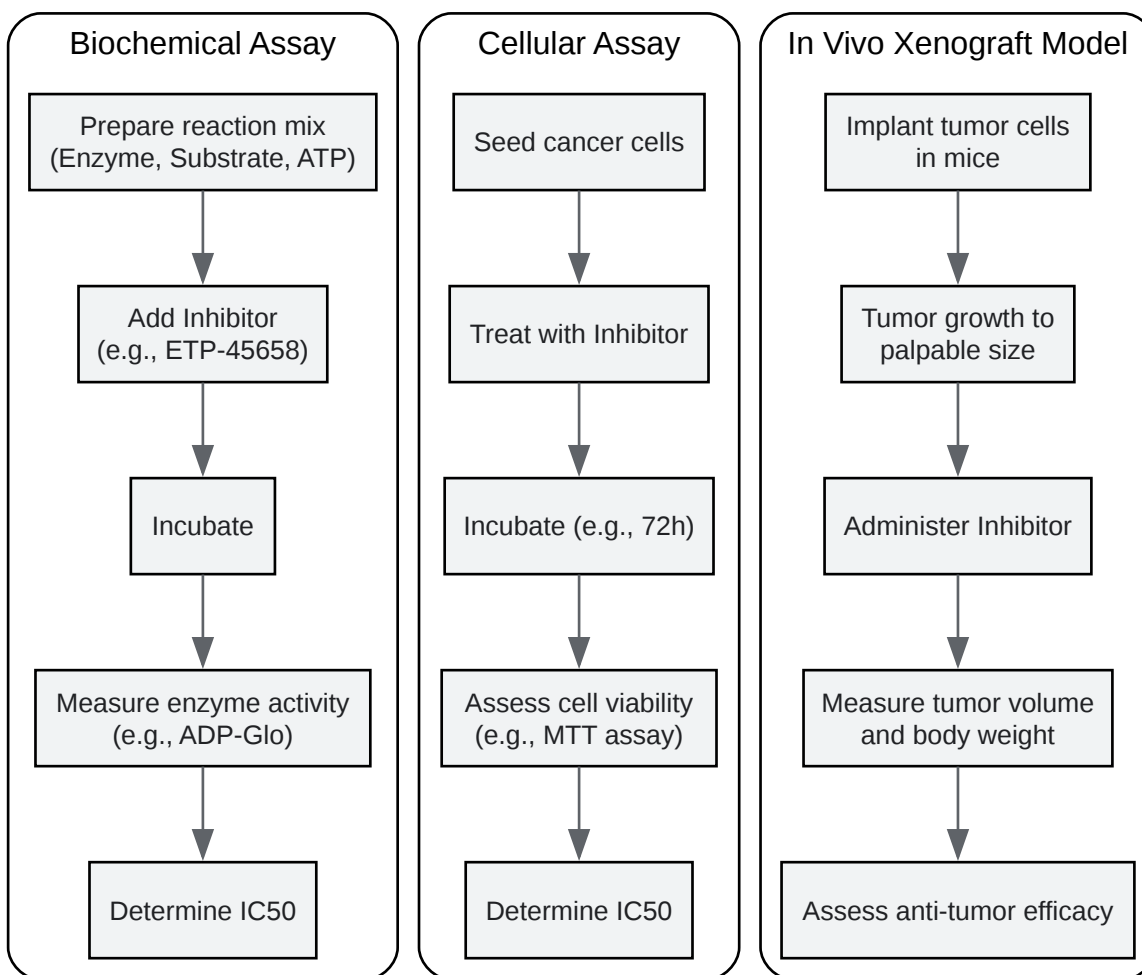 Biochemical Assay
Prepare reaction mix
(Enzyme, Substrate, ATP)
Add Inhibitor
(e.g., ETP-45658)
Incubate
Measure enzyme activity
(e.g., ADP-Glo)
Determine IC50
Cellular Assay
Seed cancer cells
Treat with Inhibitor
Incubate (e.g., 72h)
Assess cell viability
(e.g., MTT assay)
Determine IC50
In Vivo Xenograft Model
Implant tumor cells
in mice
Tumor growth to
palpable size
Administer Inhibitor
Measure tumor volume
and body weight
Assess anti-tumor efficacy